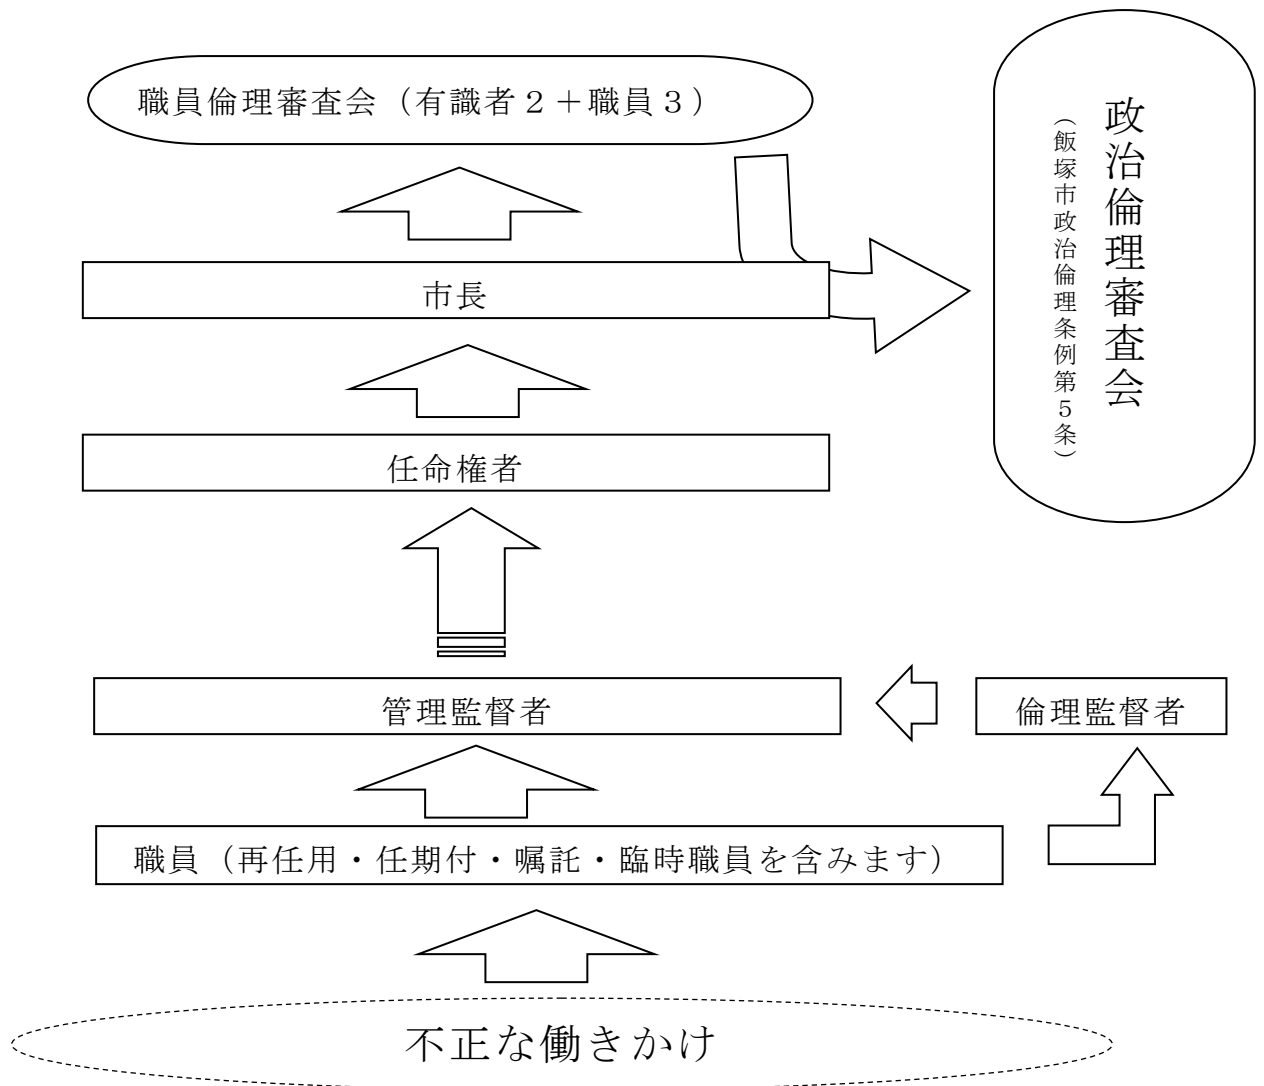 職員倫理審査会（有識者２＋職員３）
政治倫理審査会
（飯塚市政治倫理条例第５条）
市長
任命権者
管理監督者
倫理監督者
職員（再任用・任期付・嘱託・臨時職員を含みます）
不正な働きかけ